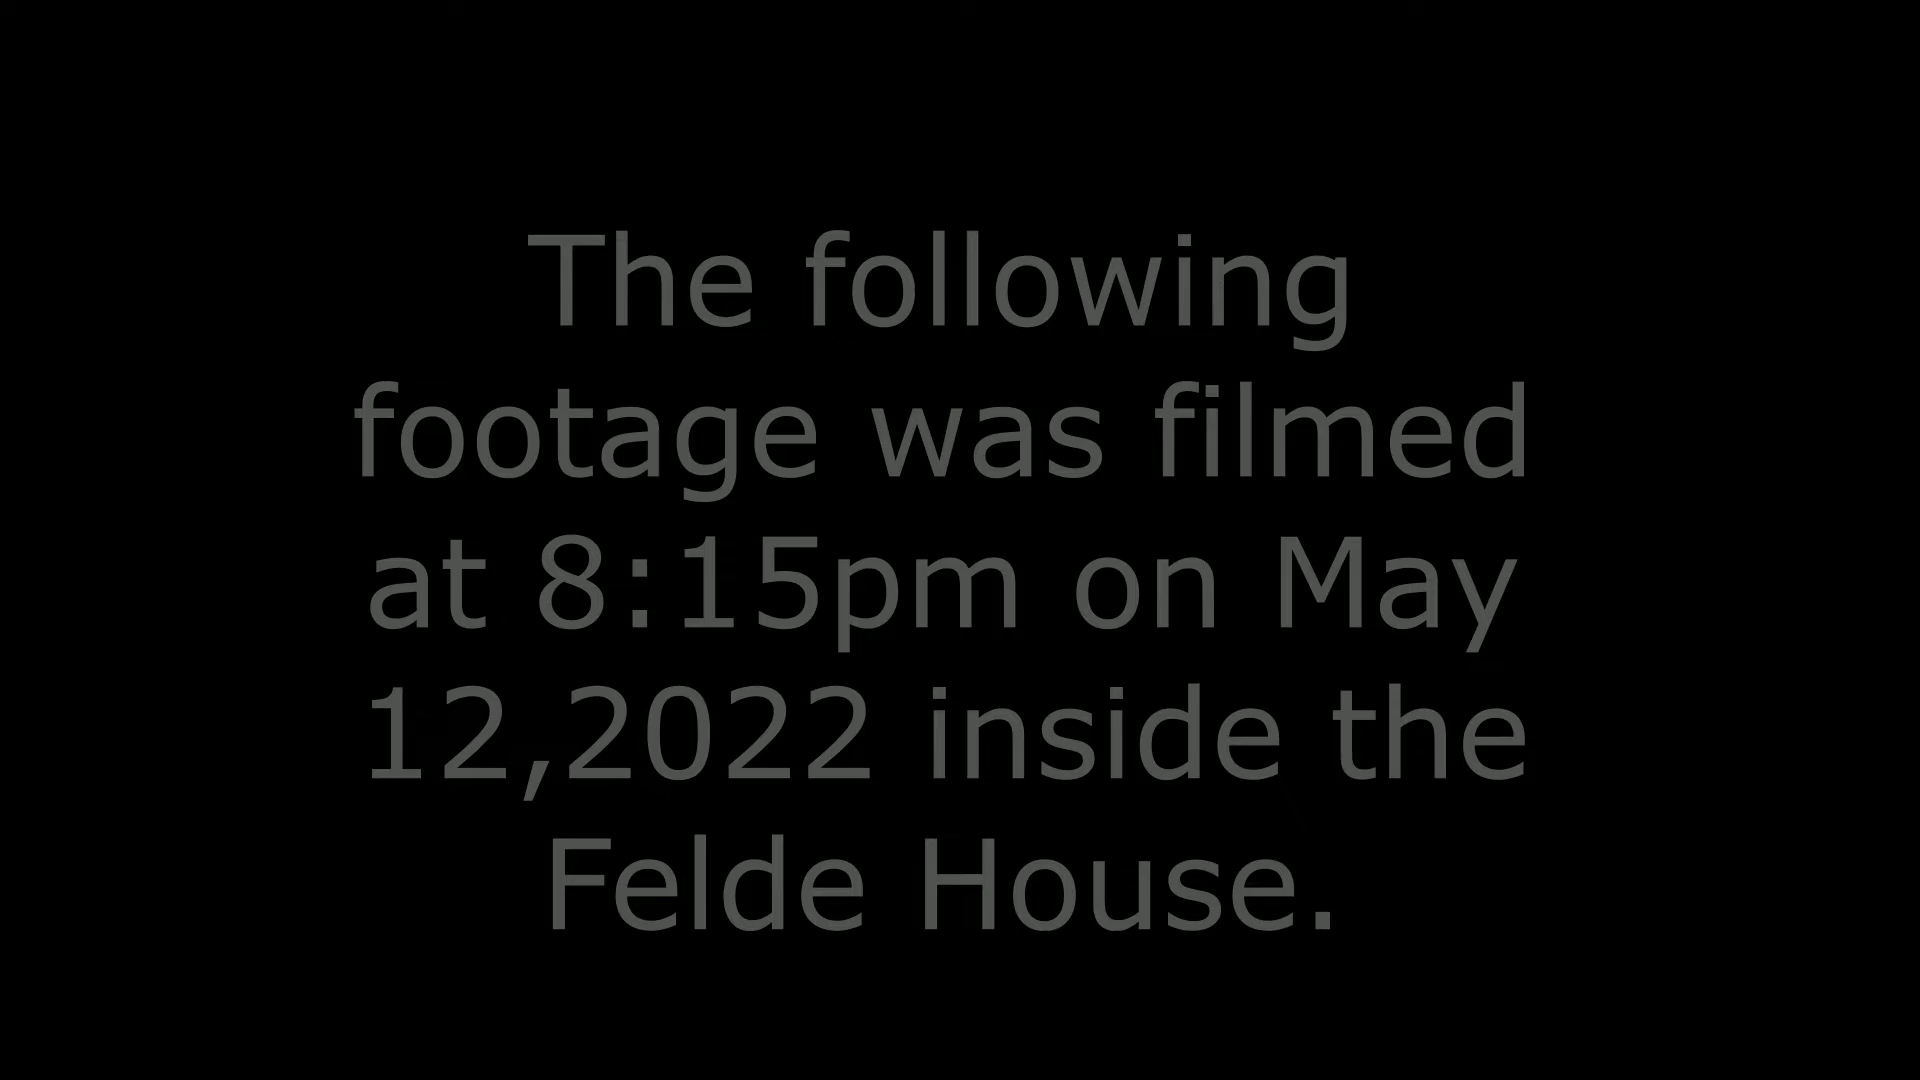 The following
footage was filmed
at 8:15pm on May
12,2022 inside the
Felde House.